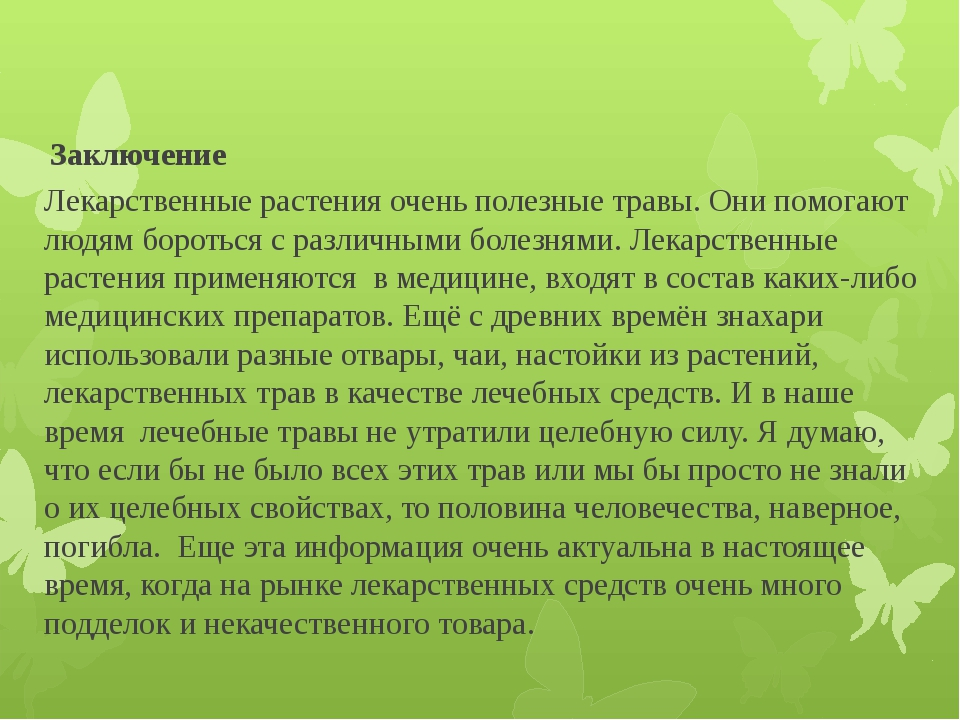 Заключение
Лекарственные растения очень полезные травы. Они помогают
людям бороться с различными болезнями. Лекарственные
растения применяются  в медицине, входят в состав каких-либо
медицинских препаратов. Ещё с древних времён знахари
использовали разные отвары, чаи, настойки из растений,
лекарственных трав в качестве лечебных средств. И в наше
время  лечебные травы не утратили целебную силу. Я думаю,
что если бы не было всех этих трав или мы бы просто не знали
о их целебных свойствах, то половина человечества, наверное,
погибла.  Еще эта информация очень актуальна в настоящее
время, когда на рынке лекарственных средств очень много
подделок и некачественного товара.